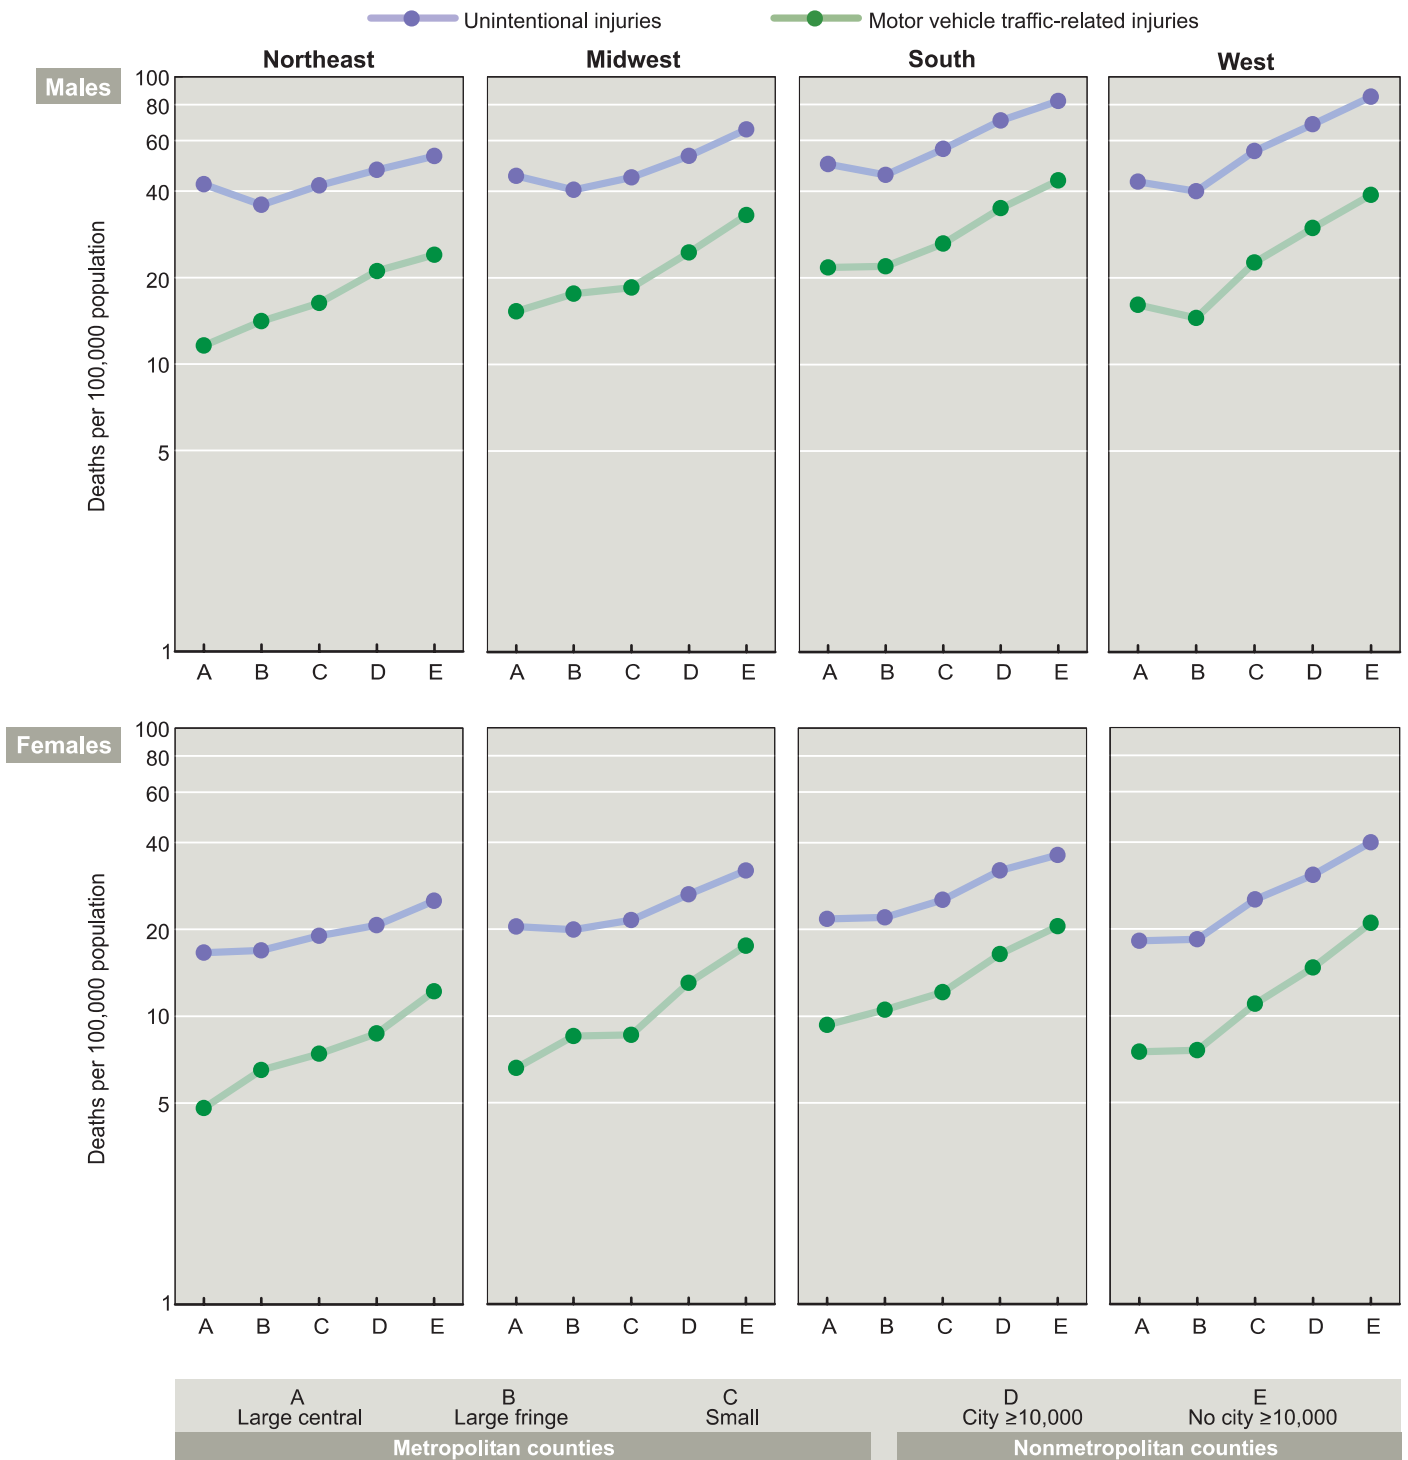 Unintentional injuries Motor vehicle traffic-related injuries
Northeast Midwest South West
Males
100
80
60
40
20
10
5
1
Deaths per 100,000 population
A B C D E A B C D E A B C D E A B C D E
Females
100
80
60
40
20
10
5
1
Deaths per 100,000 population
A B C D E A B C D E A B C D E A B C D E
A B C D E
Large central Large fringe Small City ≥10,000 No city ≥10,000
Metropolitan counties Nonmetropolitan counties